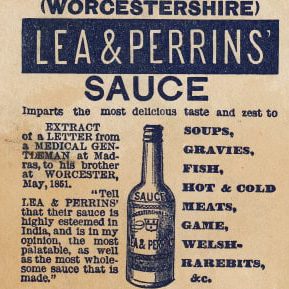 (WORCESTERSHIRE)
LEA & PERRINS'
SAUCE
Imparts the most delicious taste and zest to
EXTRACT
of a LETTER from
a MEDICAL GEN-
TLEMAN at Mad-
ras, to his brother
at WORCESTER,
May, 1851.
"Tell
LEA & PERRINS'
that their sauce is
highly esteemed in
India, and is in my
opinion, the most
palatable, as well
as the most whole-
some sauce that is
made."
SAUCE
LEA & PERRINS
SOUPS,
GRAVIES,
FISH,
HOT & COLD
MEATS,
GAME,
WELSH-
RAREBITS,
&c.